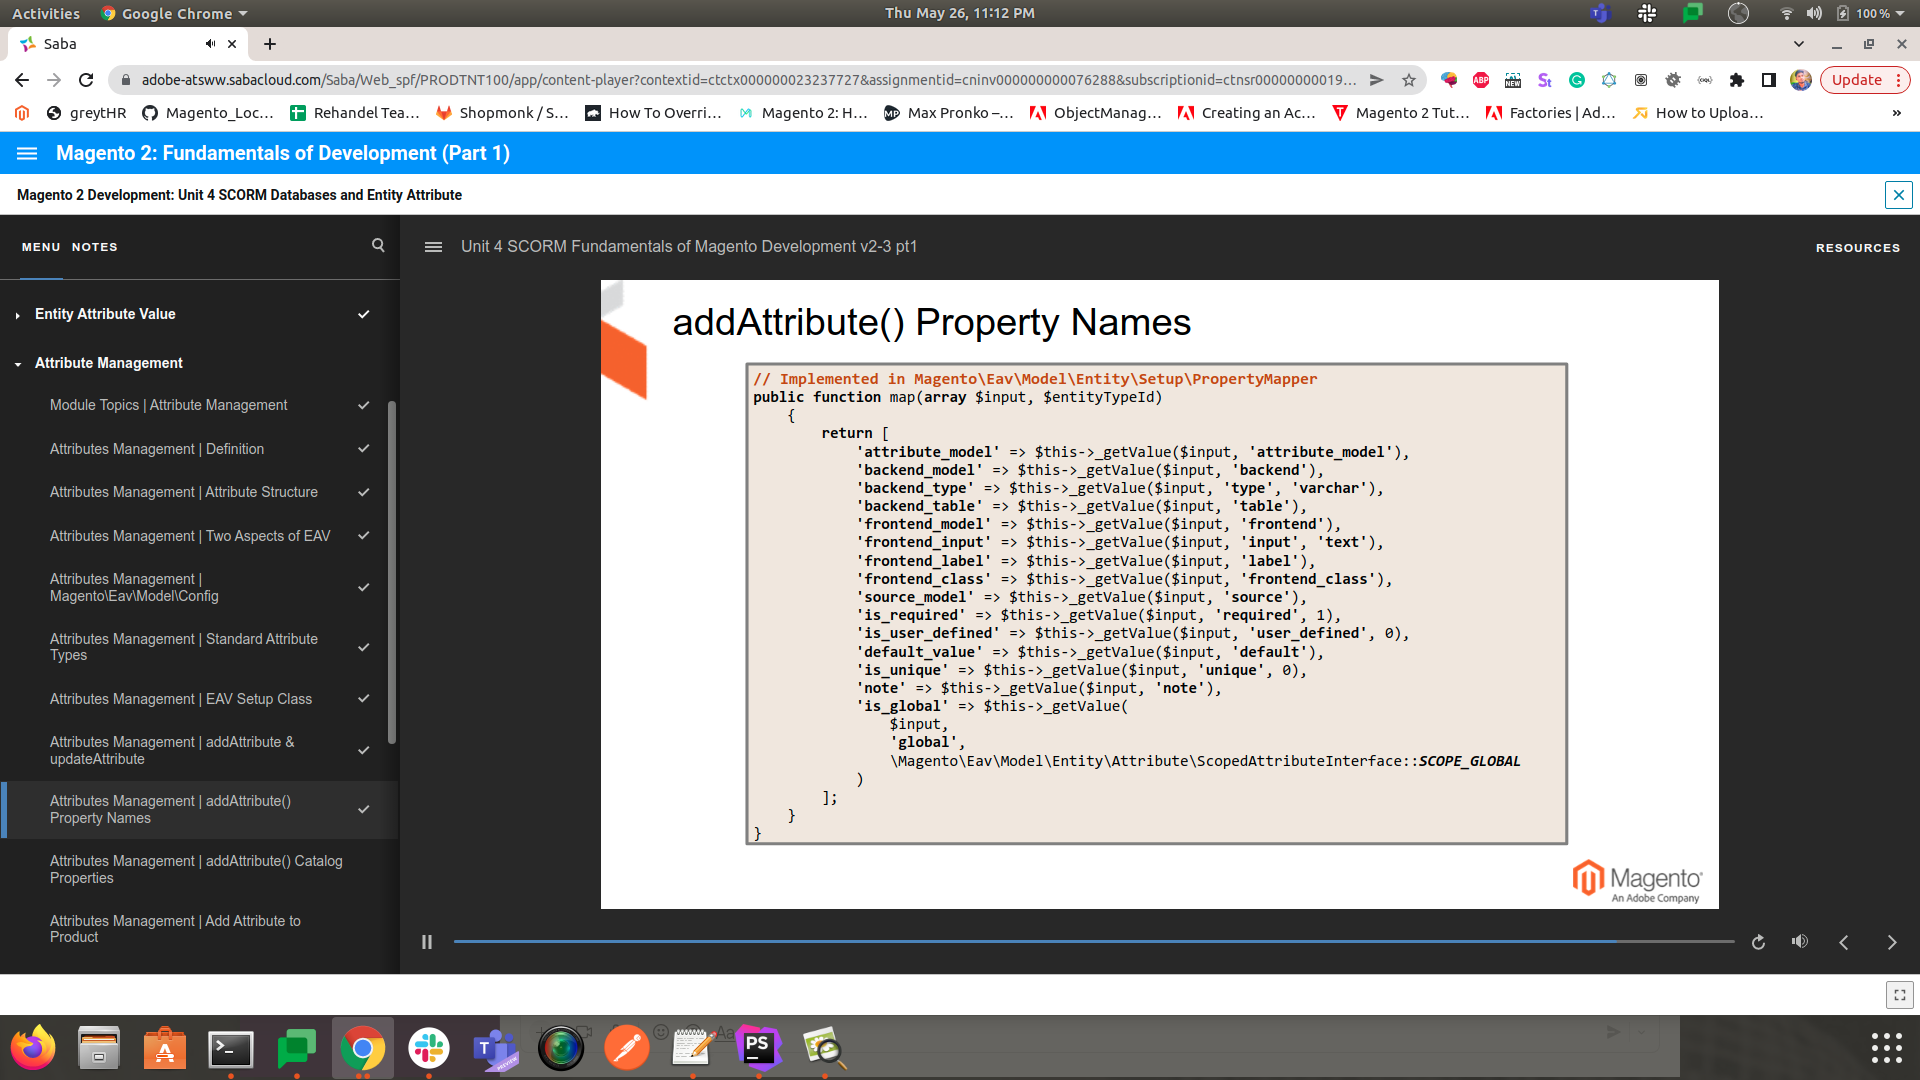 Activities
Google Chrome
Thu May 26, 11:12 PM
100 %
Saba
adobe-atsww.sabacloud.com/Saba/Web_spf/PRODTNT100/app/content-player?contextid=ctctx000000023237727&assignmentid=cninv000000000076288&subscriptionid=ctnsr00000000019...
Update
greytHR
Magento_Loc...
Rehandel Tea...
Shopmonk / S...
How To Overri...
Magento 2: H...
Max Pronko –...
ObjectManag...
Creating an Ac...
Magento 2 Tut...
Factories | Ad...
How to Uploa...
»
Magento 2: Fundamentals of Development (Part 1)
Magento 2 Development: Unit 4 SCORM Databases and Entity Attribute
MENU NOTES
Unit 4 SCORM Fundamentals of Magento Development v2-3 pt1
RESOURCES
Entity Attribute Value
Attribute Management
Module Topics | Attribute Management
Attributes Management | Definition
Attributes Management | Attribute Structure
Attributes Management | Two Aspects of EAV
Attributes Management |
Magento\Eav\Model\Config
Attributes Management | Standard Attribute
Types
Attributes Management | EAV Setup Class
Attributes Management | addAttribute &
updateAttribute
Attributes Management | addAttribute()
Property Names
Attributes Management | addAttribute() Catalog
Properties
Attributes Management | Add Attribute to
Product
addAttribute() Property Names
// Implemented in Magento\Eav\Model\Entity\Setup\PropertyMapper
public function map(array $input, $entityTypeId)
{
return [
'attribute_model' => $this->_getValue($input, 'attribute_model'),
'backend_model' => $this->_getValue($input, 'backend'),
'backend_type' => $this->_getValue($input, 'type', 'varchar'),
'backend_table' => $this->_getValue($input, 'table'),
'frontend_model' => $this->_getValue($input, 'frontend'),
'frontend_input' => $this->_getValue($input, 'input', 'text'),
'frontend_label' => $this->_getValue($input, 'label'),
'frontend_class' => $this->_getValue($input, 'frontend_class'),
'source_model' => $this->_getValue($input, 'source'),
'is_required' => $this->_getValue($input, 'required', 1),
'is_user_defined' => $this->_getValue($input, 'user_defined', 0),
'default_value' => $this->_getValue($input, 'default'),
'is_unique' => $this->_getValue($input, 'unique', 0),
'note' => $this->_getValue($input, 'note'),
'is_global' => $this->_getValue(
$input,
'global',
\Magento\Eav\Model\Entity\Attribute\ScopedAttributeInterface::SCOPE_GLOBAL
)
];
}
}
Magento
An Adobe Company